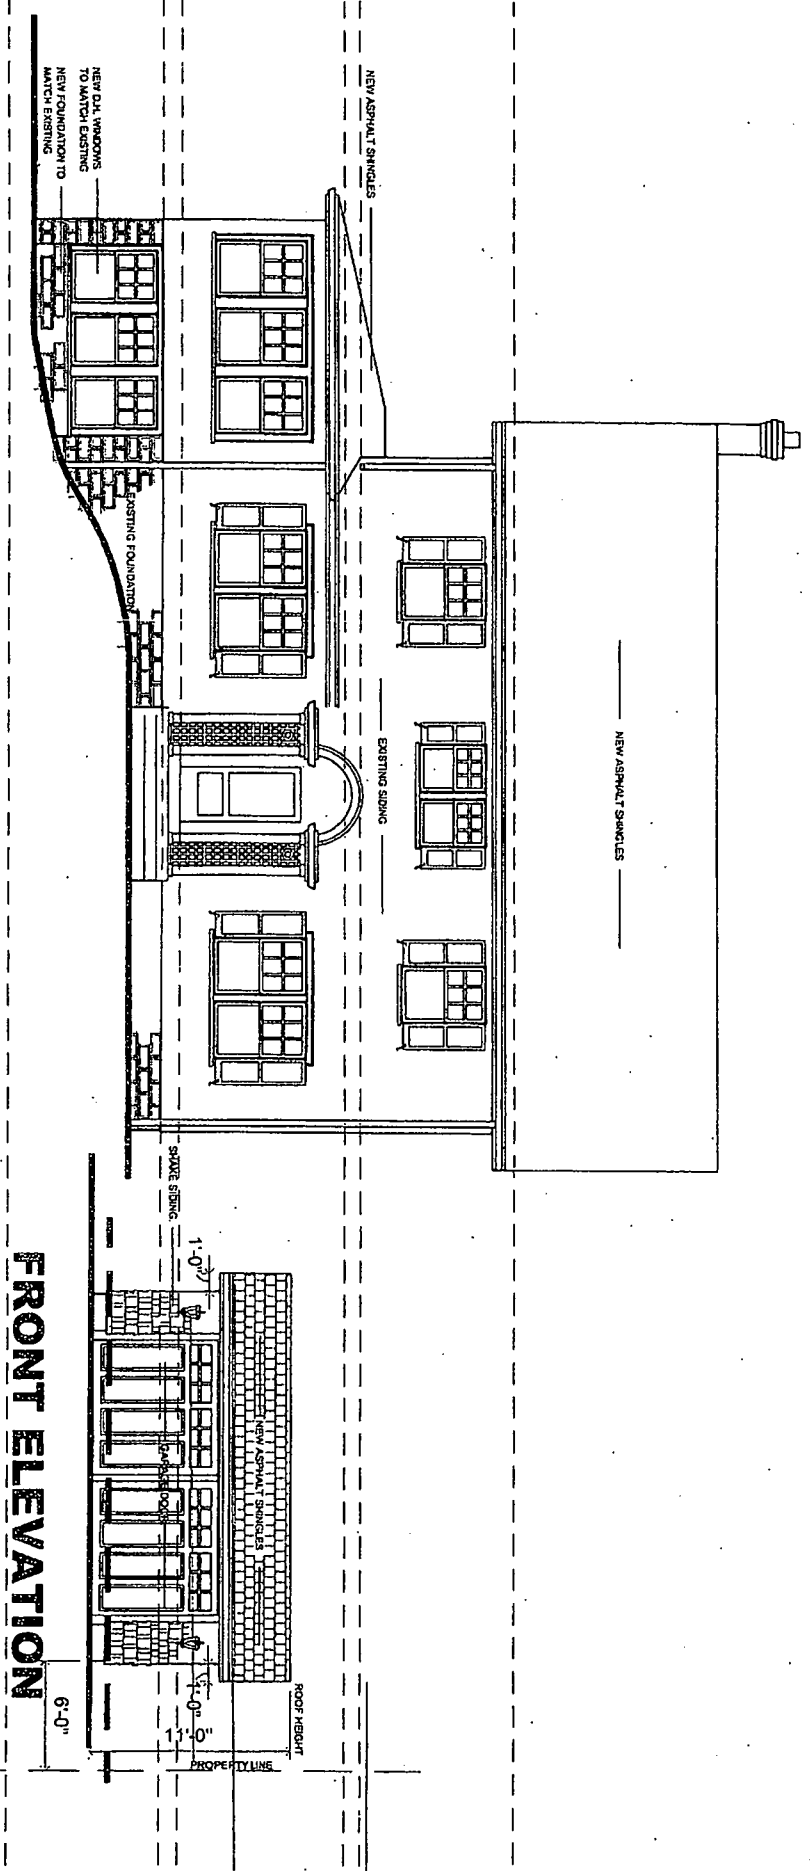 NEW ASPHALT SHINGLES
NEW ASPHALT SHINGLES
EXISTING SIDING
NEW D.H. WINDOWS
TO MATCH EXISTING
NEW FOUNDATION TO
MATCH EXISTING
EXISTING FOUNDATION
SHAKE SIDING
1'-0"
NEW ASPHALT SHINGLES
GARAGE DOOR
ROOF HEIGHT
1'-0"
11'-0"
PROPERTY LINE
6'-0"
FRONT ELEVATION